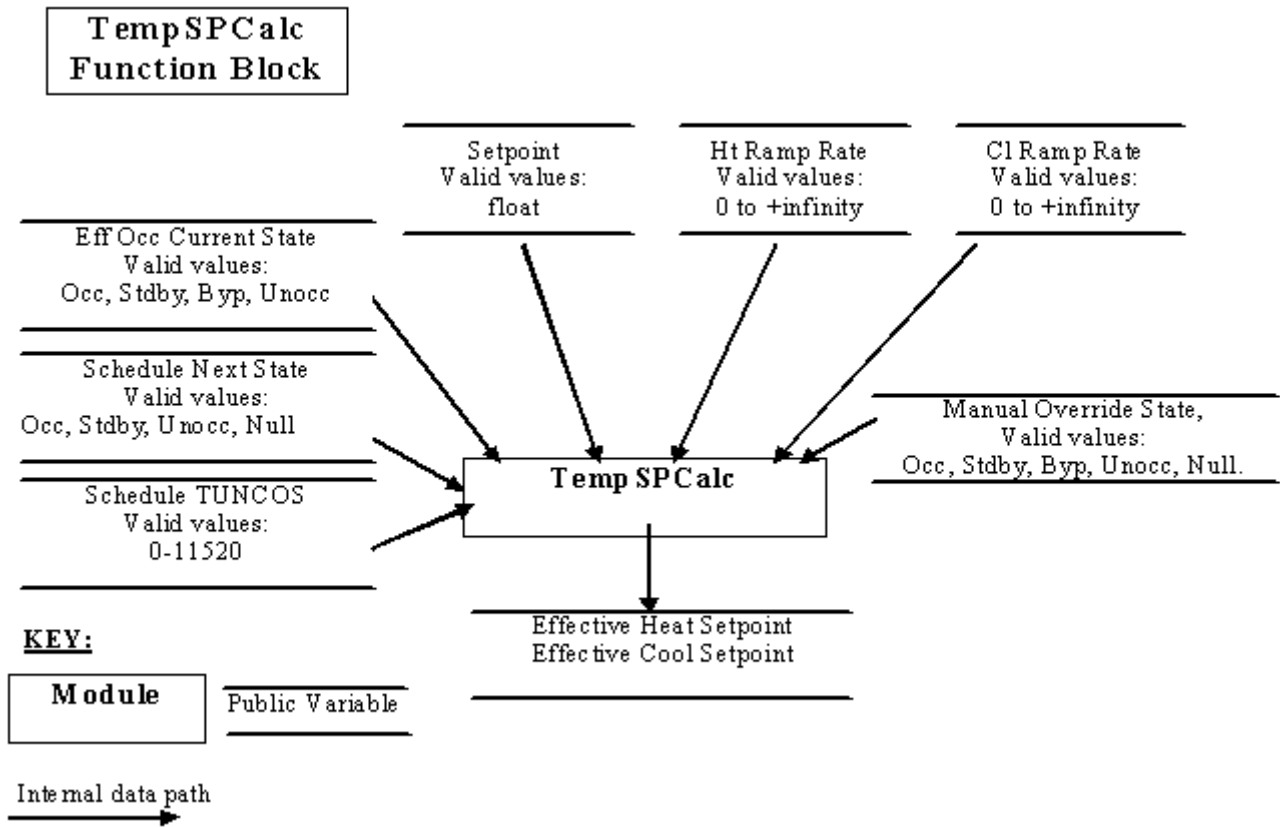 TempSPCalc
Function Block
Setpoint
Valid values:
float
Ht Ramp Rate
Valid values:
0 to +infinity
Cl Ramp Rate
Valid values:
0 to +infinity
Eff Occ Current State
Valid values:
Occ, Stdby, Byp, Unocc
Schedule Next State
Valid values:
Occ, Stdby, Unocc, Null
Schedule TUNCOS
Valid values:
0-11520
Manual Override State,
Valid values:
Occ, Stdby, Byp, Unocc, Null.
TempSPCalc
Effective Heat Setpoint
Effective Cool Setpoint
KEY:
Module
Public Variable
Internal data path